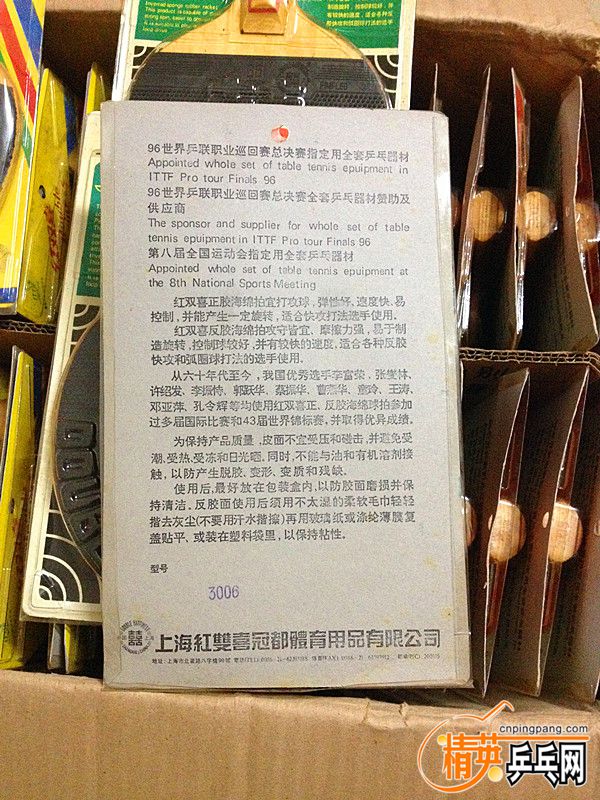 Inversed sponge rubber racket
96世界乒联职业巡回赛总决赛指定用全套乒乓器材
Appointed whole set of table tennis epuipment in
ITTF Pro tour Finals 96
96世界乒联职业巡回赛总决赛全套乒乓器材赞助及
供应商
The sponsor and supplier for whole set of table
tennis epuipment in ITTF Pro tour Finals 96
第八届全国运动会指定用全套乒乓器材
Appointed whole set of table tennis epuipment at
the 8th National Sports Meeting
红双喜正胶海绵拍宜打攻球，弹性好、速度快、易
控制，并能产生一定旋转，适合快攻打法选手使用。
红双喜反胶海绵拍攻守皆宜，摩擦力强，易于制
造旋转，控制球较好，并有较快的速度，适合各种反胶
快攻和弧圈球打法的选手使用。
从六十年代至今，我国优秀选手李富荣、张燮林、
许绍发、李振恃、郭跃华、蔡振华、曹燕华、童玲、王涛、
邓亚萍、孔令辉等均使用红双喜正、反胶海绵球拍参加
过多届国际比赛和43届世界锦标赛，并取得优异成绩。
为保持产品质量，皮面不宜受压和碰击，并避免受
潮、受热、受冻和日光晒，同时，不能与油和有机溶剂接
触，以防产生脱胶、变形、变质和残缺。
使用后，最好放在包装盒内，以防胶面磨损并保
持清洁。反胶面使用后须用不太湿的柔软毛巾轻轻
揩去灰尘(不要用汗水揩擦)再用玻璃纸或涤纶薄膜复
盖贴平、或装在塑料袋里，以保持粘性。
型号
3006
上海紅雙喜冠都體育用品有限公司
cnpingpang.com
精英乒乓网